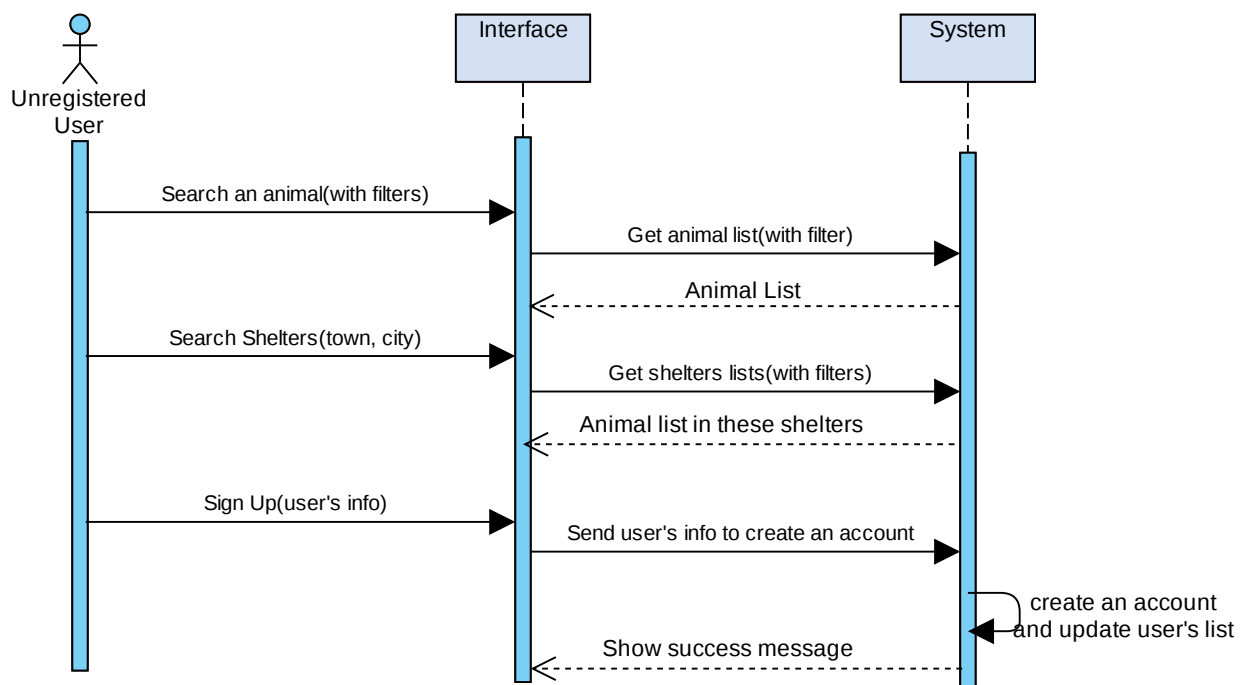 Interface
System
Unregistered
User
Search an animal(with filters)
Get animal list(with filter)
Animal List
Search Shelters(town, city)
Get shelters lists(with filters)
Animal list in these shelters
Sign Up(user's info)
Send user's info to create an account
create an account
and update user's list
Show success message